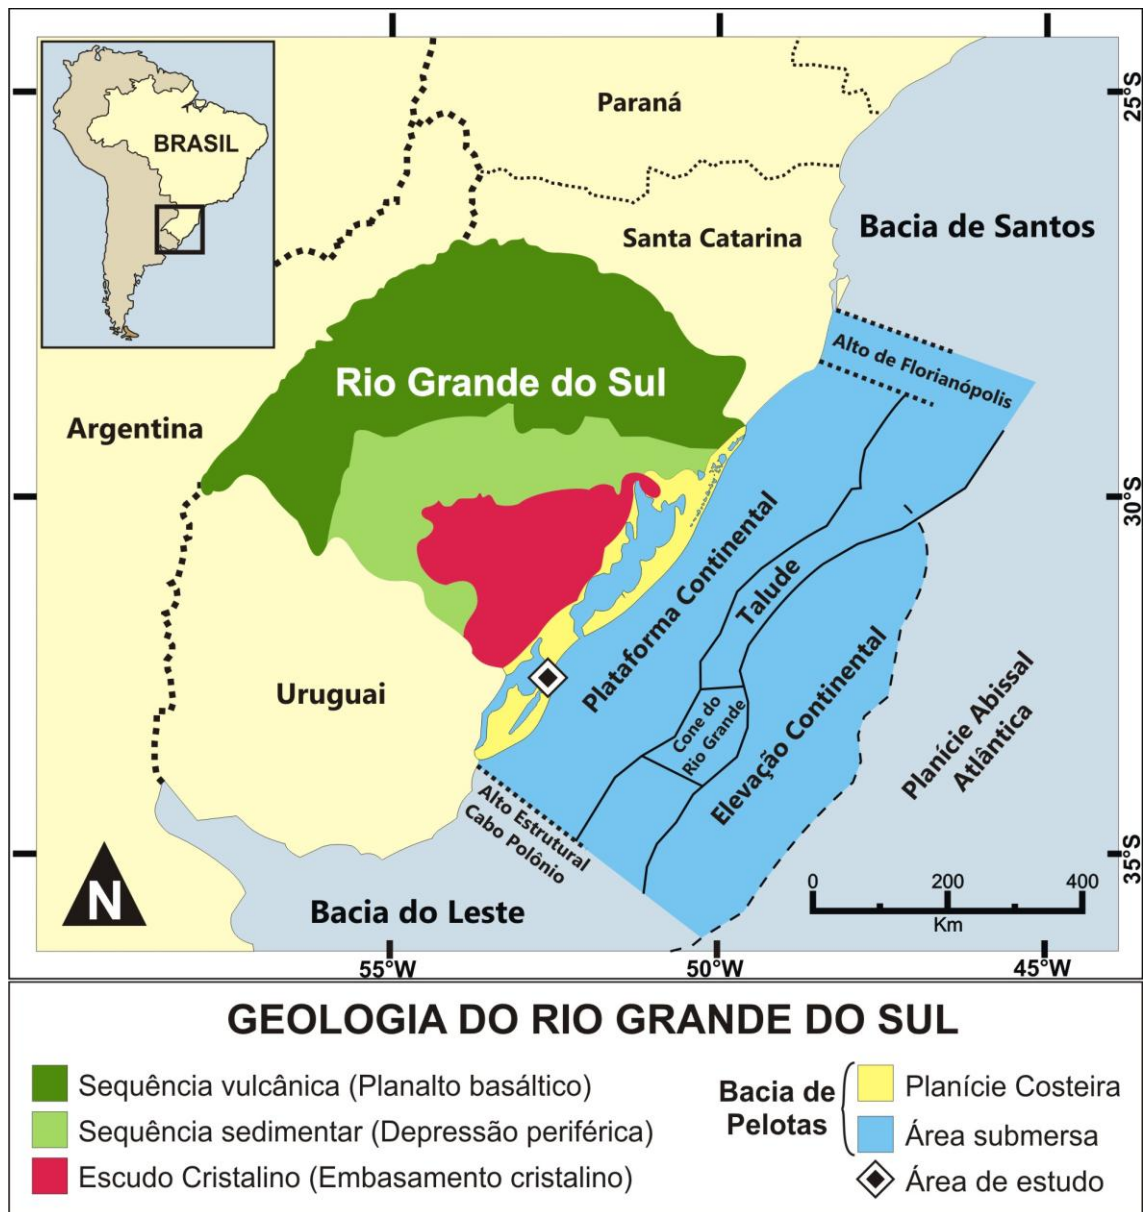 BRASIL
Paraná
Santa Catarina
Bacia de Santos
Alto de Florianópolis
Rio Grande do Sul
Argentina
Plataforma Continental
Talude
Uruguai
Cone do
Rio Grande
Elevação Continental
Planície Abissal
Atlântica
Alto Estrutural
Cabo Polônio
Bacia do Leste
N
0 200 400
Km
25°S
30°S
35°S
55°W 50°W 45°W
GEOLOGIA DO RIO GRANDE DO SUL
Sequência vulcânica (Planalto basáltico)
Sequência sedimentar (Depressão periférica)
Escudo Cristalino (Embasamento cristalino)
Bacia de
Pelotas
Planície Costeira
Área submersa
Área de estudo